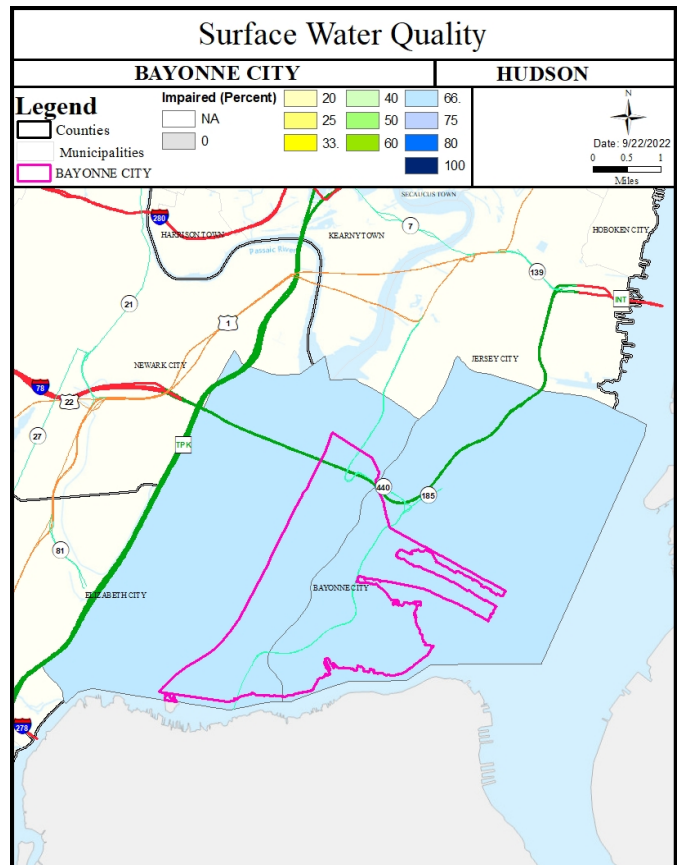 Surface Water Quality
BAYONNE CITY
HUDSON
Legend
Counties
Municipalities
BAYONNE CITY
Impaired (Percent)
NA
0
20
25
33.
40
50
60
66.
75
80
100
N
Date: 9/22/2022
0 0.5 1
Miles
SECAUCUS TOWN
280
HARRISON TOWN
KEARNY TOWN
7
HOBOKEN CITY
Passaic River
139
21
INT
1
NEWARK CITY
JERSEY CITY
78
22
27
TPK
440
185
81
BAYONNE CITY
ELIZABETH CITY
278